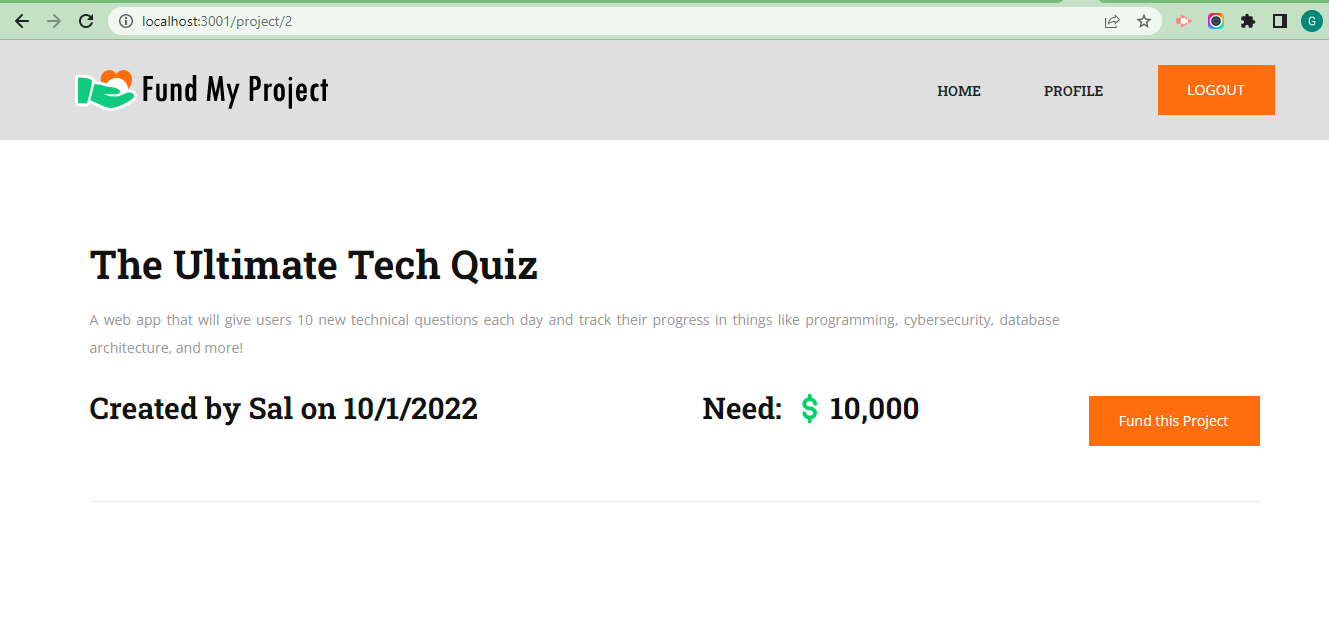 localhost:3001/project/2
G
Fund My Project
HOME
PROFILE
LOGOUT
The Ultimate Tech Quiz
A web app that will give users 10 new technical questions each day and track their progress in things like programming, cybersecurity, database
architecture, and more!
Created by Sal on 10/1/2022
Need: $ 10,000
Fund this Project